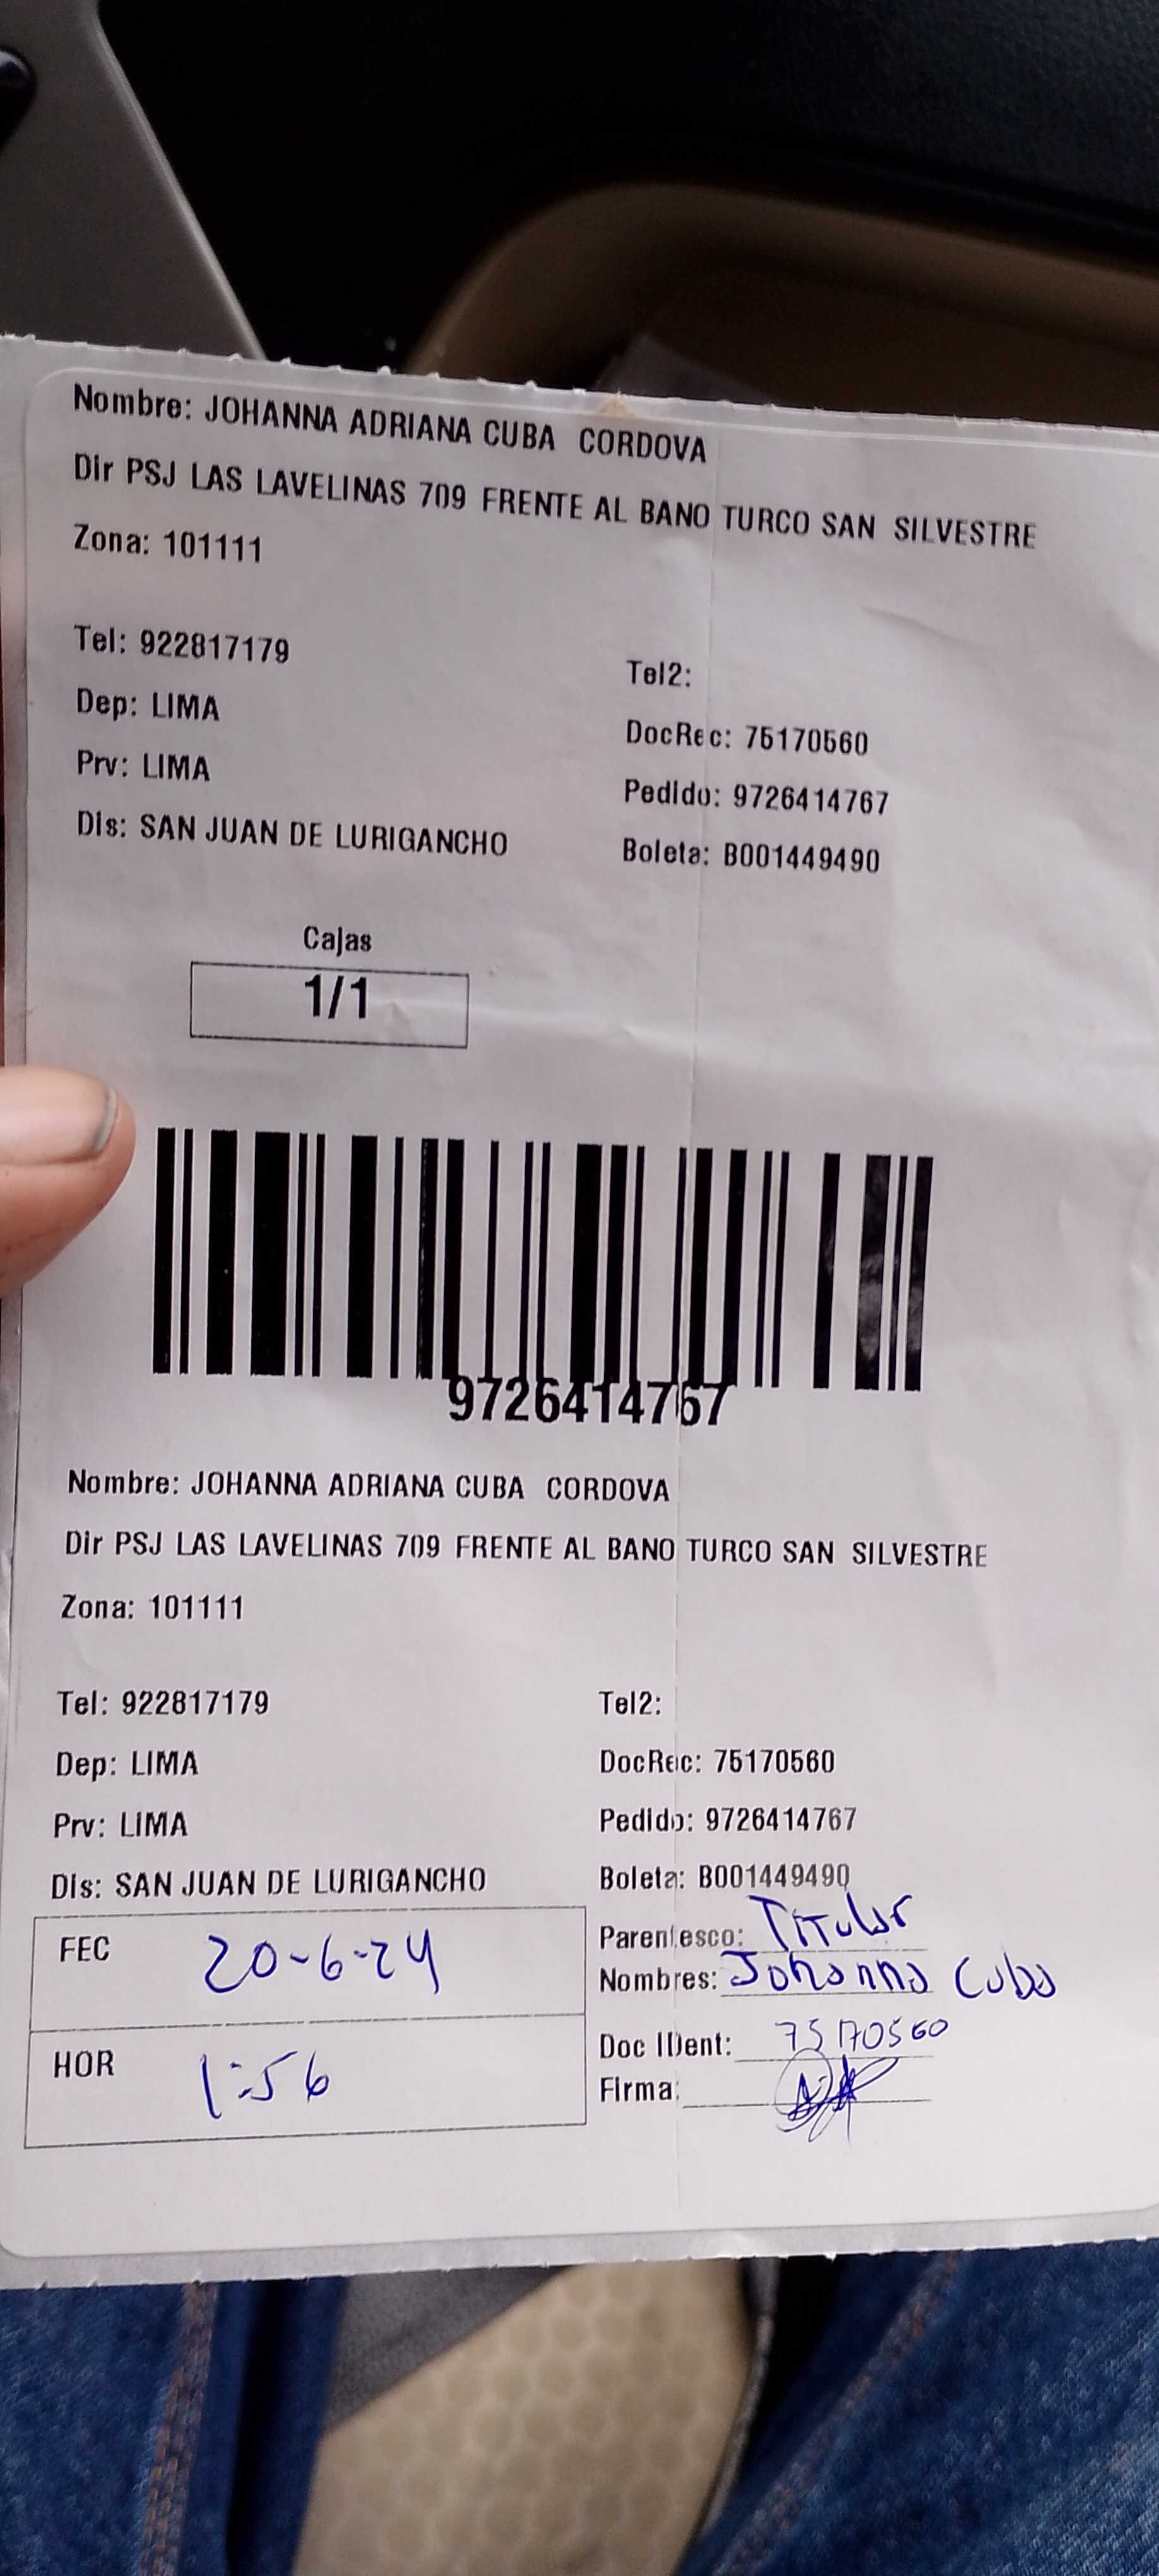 Nombre: JOHANNA ADRIANA CUBA CORDOVA
Dir PSJ LAS LAVELINAS 709 FRENTE AL BANO TURCO SAN SILVESTRE
Zona: 101111
Tel: 922817179
Tel2:
Dep: LIMA
DocRec: 75170560
Prv: LIMA
Pedido: 9726414767
Dis: SAN JUAN DE LURIGANCHO
Boleta: B001449490
Cajas
1/1
9726414767
Nombre: JOHANNA ADRIANA CUBA CORDOVA
Dir PSJ LAS LAVELINAS 709 FRENTE AL BANO TURCO SAN SILVESTRE
Zona: 101111
Tel: 922817179
Tel2:
Dep: LIMA
DocRec: 75170560
Prv: LIMA
Pedido: 9726414767
Dis: SAN JUAN DE LURIGANCHO
Boleta: B001449490
FEC 20-6-24
Parentesco: Titular
Nombres: Johanna Cuba
HOR 1:56
Doc IDent: 75170560
Firma: